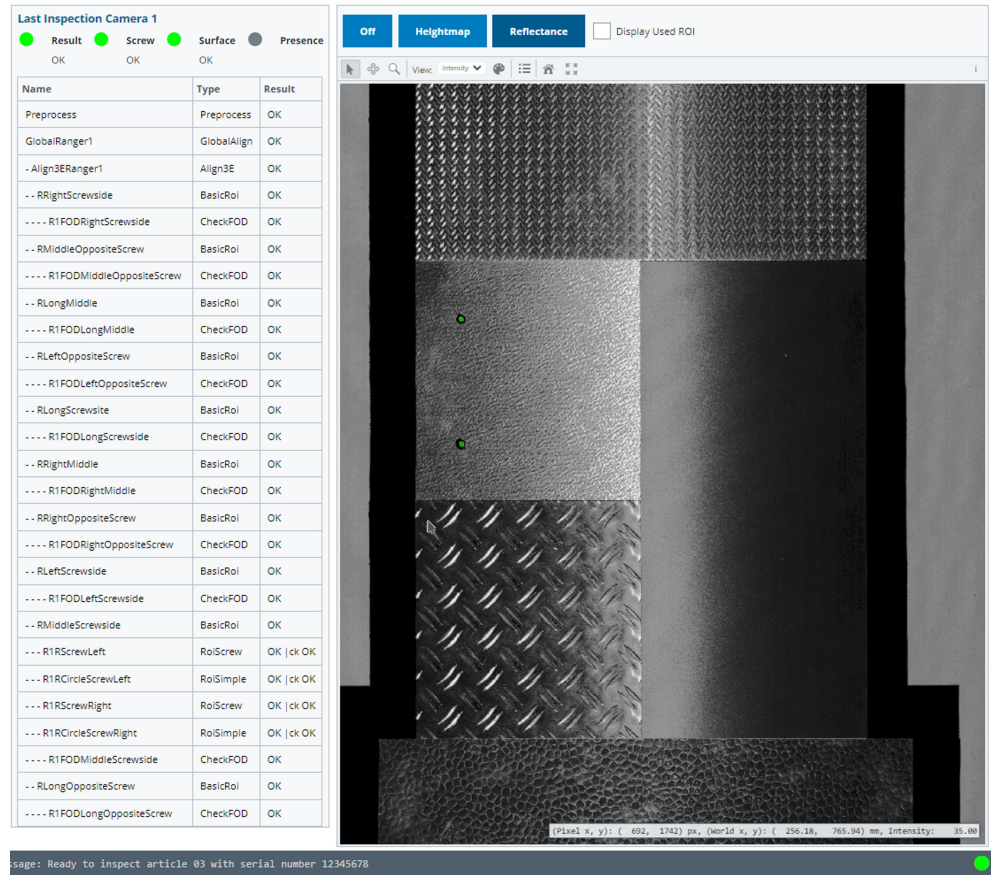 Last Inspection Camera 1
Result Screw Surface Presence
OK OK OK
Name Type Result
Preprocess Preprocess OK
GlobalRanger1 GlobalAlign OK
- Align3ERanger1 Align3E OK
- - RRightScrewside BasicRoi OK
- - - - R1FODRightScrewside CheckFOD OK
- - RMiddleOppositeScrew BasicRoi OK
- - - - R1FODMiddleOppositeScrew CheckFOD OK
- - RLongMiddle BasicRoi OK
- - - - R1FODLongMiddle CheckFOD OK
- - RLeftOppositeScrew BasicRoi OK
- - - - R1FODLeftOppositeScrew CheckFOD OK
- - RLongScrewsite BasicRoi OK
- - - - R1FODLongScrewside CheckFOD OK
- - RRightMiddle BasicRoi OK
- - - - R1FODRightMiddle CheckFOD OK
- - RRightOppositeScrew BasicRoi OK
- - - - R1FODRightOppositeScrew CheckFOD OK
- - RLeftScrewside BasicRoi OK
- - - - R1FODLeftScrewside CheckFOD OK
- - RMiddleScrewside BasicRoi OK
- - - R1RScrewLeft RoiScrew OK |ck OK
- - - R1RCircleScrewLeft RoiSimple OK |ck OK
- - - R1RScrewRight RoiScrew OK |ck OK
- - - R1RCircleScrewRight RoiSimple OK |ck OK
- - - - R1FODMiddleScrewside CheckFOD OK
- - RLongOppositeScrew BasicRoi OK
- - - - R1FODLongOppositeScrew CheckFOD OK
Off Heightmap Reflectance Display Used ROI
View: Intensity i
(Pixel x, y): ( 692, 1742) px, (World x, y): ( 256.18, 765.94) mm, Intensity: 35.00
ssage: Ready to inspect article 03 with serial number 12345678